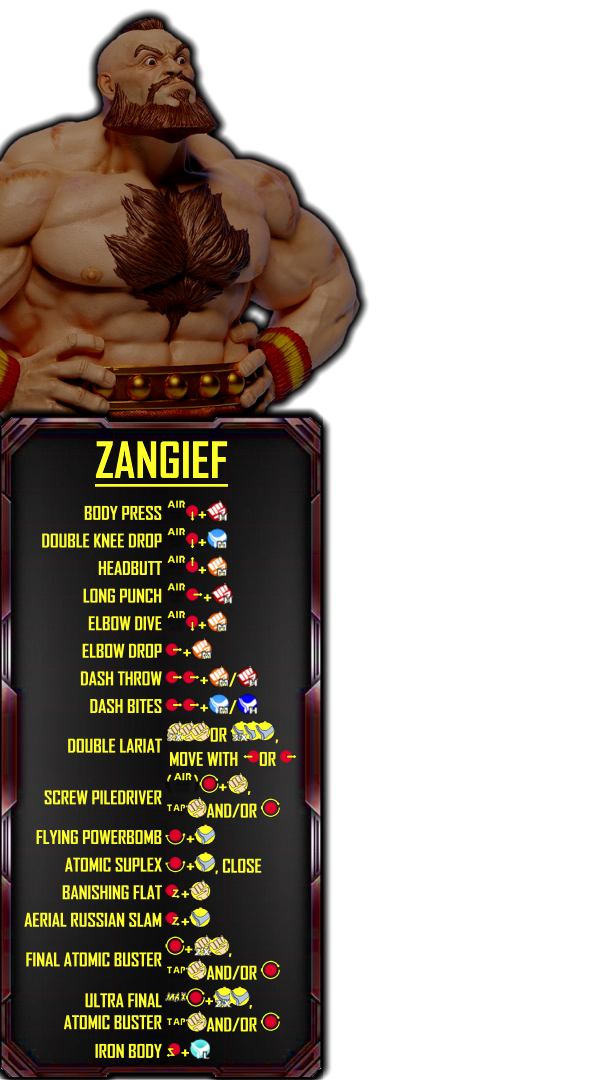 ZANGIEF
BODY PRESS AIR +
DOUBLE KNEE DROP AIR +
HEADBUTT AIR +
LONG PUNCH AIR +
ELBOW DIVE AIR +
ELBOW DROP +
DASH THROW + /
DASH BITES + /
DOUBLE LARIAT OR ,
MOVE WITH OR
SCREW PILEDRIVER (AIR) + ,
TAP AND/OR
FLYING POWERBOMB +
ATOMIC SUPLEX + , CLOSE
BANISHING FLAT Z +
AERIAL RUSSIAN SLAM Z +
FINAL ATOMIC BUSTER + ,
TAP AND/OR
ULTRA FINAL MAX + ,
ATOMIC BUSTER TAP AND/OR
IRON BODY +